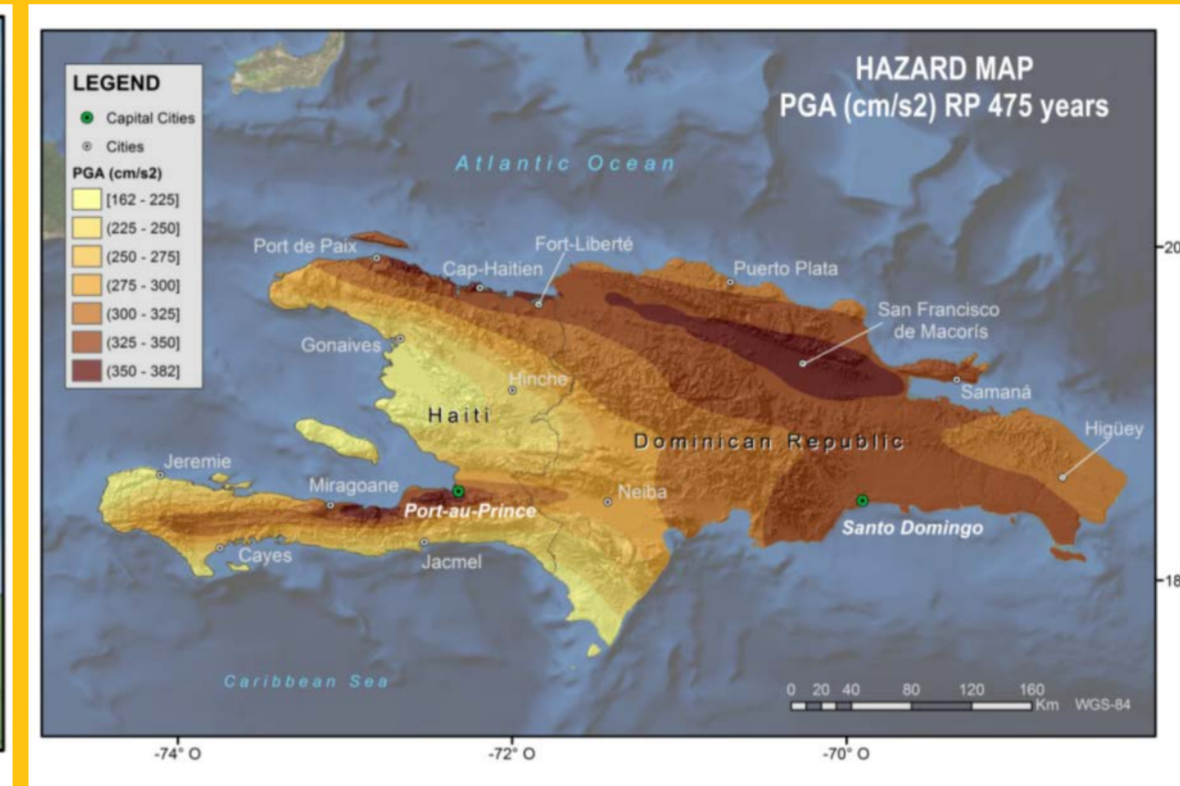 HAZARD MAP
PGA (cm/s2) RP 475 years
LEGEND
Capital Cities
Cities
PGA (cm/s2)
[162 - 225]
(225 - 250]
(250 - 275]
(275 - 300]
(300 - 325]
(325 - 350]
(350 - 382]
Atlantic Ocean
Port de Paix
Fort-Liberté
Cap-Haitien
Puerto Plata
San Francisco
de Macorís
Gonaives
Hinche
Samaná
Haiti
Dominican Republic
Higüey
Jeremie
Miragoane
Neiba
Port-au-Prince
Santo Domingo
Cayes
Jacmel
Caribbean Sea
0 20 40 80 120 160
Km WGS-84
20
18
-74° O
-72° O
-70° O